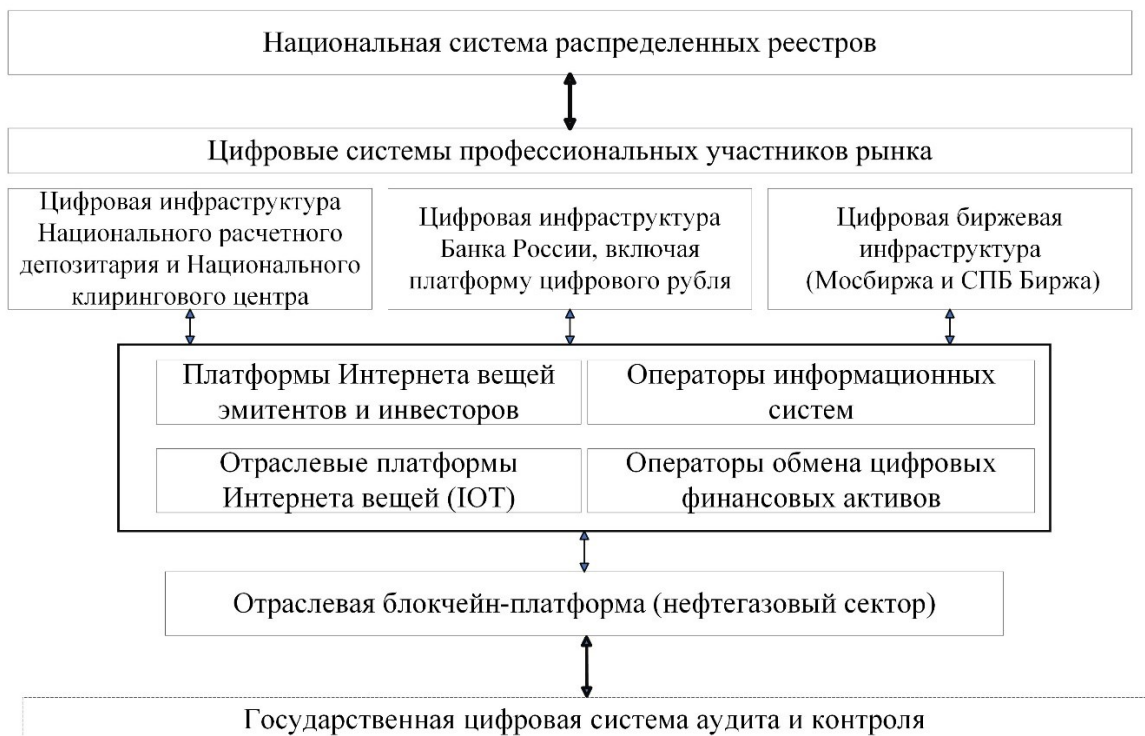 Национальная система распределенных реестров
Цифровые системы профессиональных участников рынка
Цифровая инфраструктура
Национального расчетного
депозитария и Национального
клирингового центра
Цифровая инфраструктура
Банка России, включая
платформу цифрового рубля
Цифровая биржевая
инфраструктура
(Мосбиржа и СПБ Биржа)
Платформы Интернета вещей
эмитентов и инвесторов
Операторы информационных
систем
Отраслевые платформы
Интернета вещей (IOT)
Операторы обмена цифровых
финансовых активов
Отраслевая блокчейн-платформа (нефтегазовый сектор)
Государственная цифровая система аудита и контроля